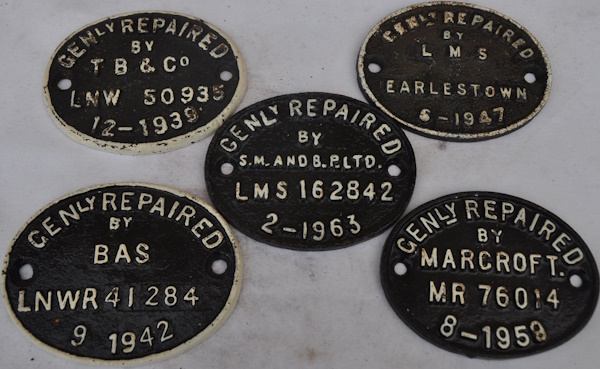 GENLY REPAIRED
BY
T B & Co
LNW 50935
12-1939
GENLY REPAIRED
BY
L M S
EARLESTOWN
6-1947
GENLY REPAIRED
BY
S.M. AND B.P. LTD.
LMS 162842
2-1963
GENLY REPAIRED
BY
BAS
LNWR 41284
9 1942
GENLY REPAIRED
BY
MARCROFT.
MR 76014
8-1959